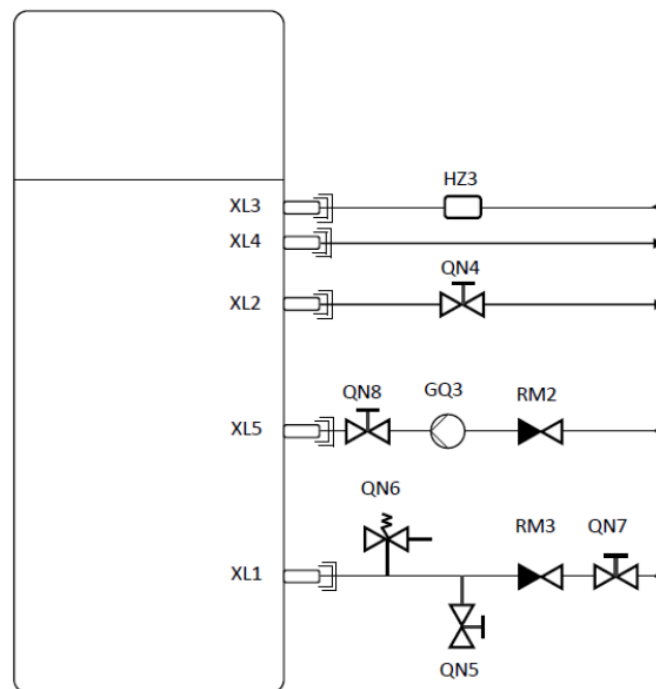 HZ3
XL3
XL4
QN4
XL2
QN8 GQ3 RM2
XL5
QN6
RM3 QN7
XL1
QN5